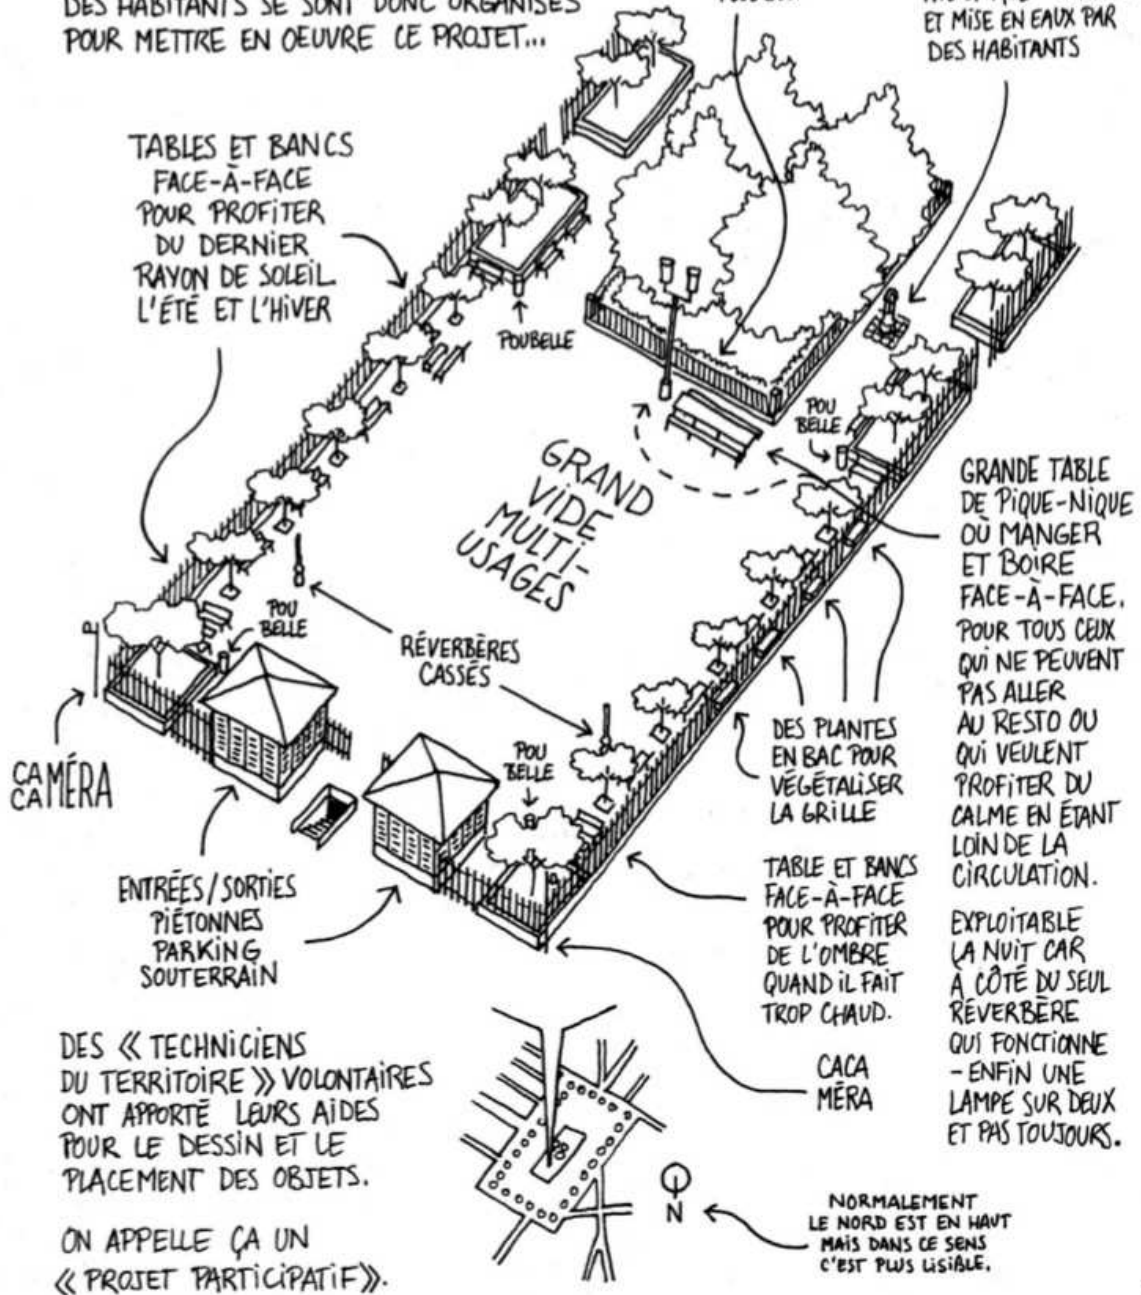 DES HABITANTS SE SONT DONC ORGANISÉS
POUR METTRE EN OEUVRE CE PROJET...
ET MISE EN EAUX PAR
DES HABITANTS
TABLES ET BANCS
FACE-À-FACE
POUR PROFITER
DU DERNIER
RAYON DE SOLEIL
L'ÉTÉ ET L'HIVER
POUBELLE
POU
BELLE
GRAND
VIDE
MULTI-
USAGES
GRANDE TABLE
DE PIQUE-NIQUE
OÙ MANGER
ET BOIRE
FACE-À-FACE.
POUR TOUS CEUX
QUI NE PEUVENT
PAS ALLER
AU RESTO OU
QUI VEULENT
PROFITER DU
CALME EN ÉTANT
LOIN DE LA
CIRCULATION.
EXPLOITABLE
LA NUIT CAR
À CÔTÉ DU SEUL
RÉVERBÈRE
QUI FONCTIONNE
- ENFIN UNE
LAMPE SUR DEUX
ET PAS TOUJOURS.
POU
BELLE
RÉVERBÈRES
CASSÉS
POU
BELLE
DES PLANTES
EN BAC POUR
VÉGÉTALISER
LA GRILLE
CA
CAMÉRA
ENTRÉES/SORTIES
PIÉTONNES
PARKING
SOUTERRAIN
TABLE ET BANCS
FACE-À-FACE
POUR PROFITER
DE L'OMBRE
QUAND IL FAIT
TROP CHAUD.
CACA
MÉRA
DES « TECHNICIENS
DU TERRITOIRE » VOLONTAIRES
ONT APPORTÉ LEURS AIDES
POUR LE DESSIN ET LE
PLACEMENT DES OBJETS.
ON APPELLE ÇA UN
« PROJET PARTICIPATIF ».
N
NORMALEMENT
LE NORD EST EN HAUT
MAIS DANS CE SENS
C'EST PLUS LISIBLE.